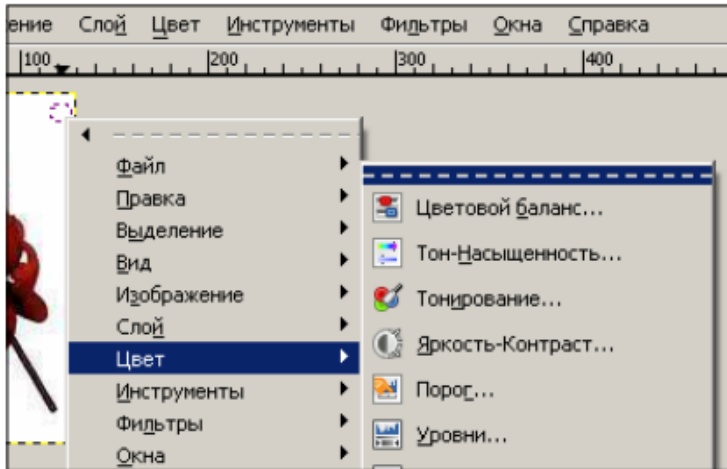 ение Слой Цвет Инструменты Фильтры Окна Справка
100 200 300 400
Файл
Правка
Выделение
Вид
Изображение
Слой
Цвет
Инструменты
Фильтры
Окна
Цветовой баланс...
Тон-Насыщенность...
Тонирование...
Яркость-Контраст...
Порог...
Уровни...